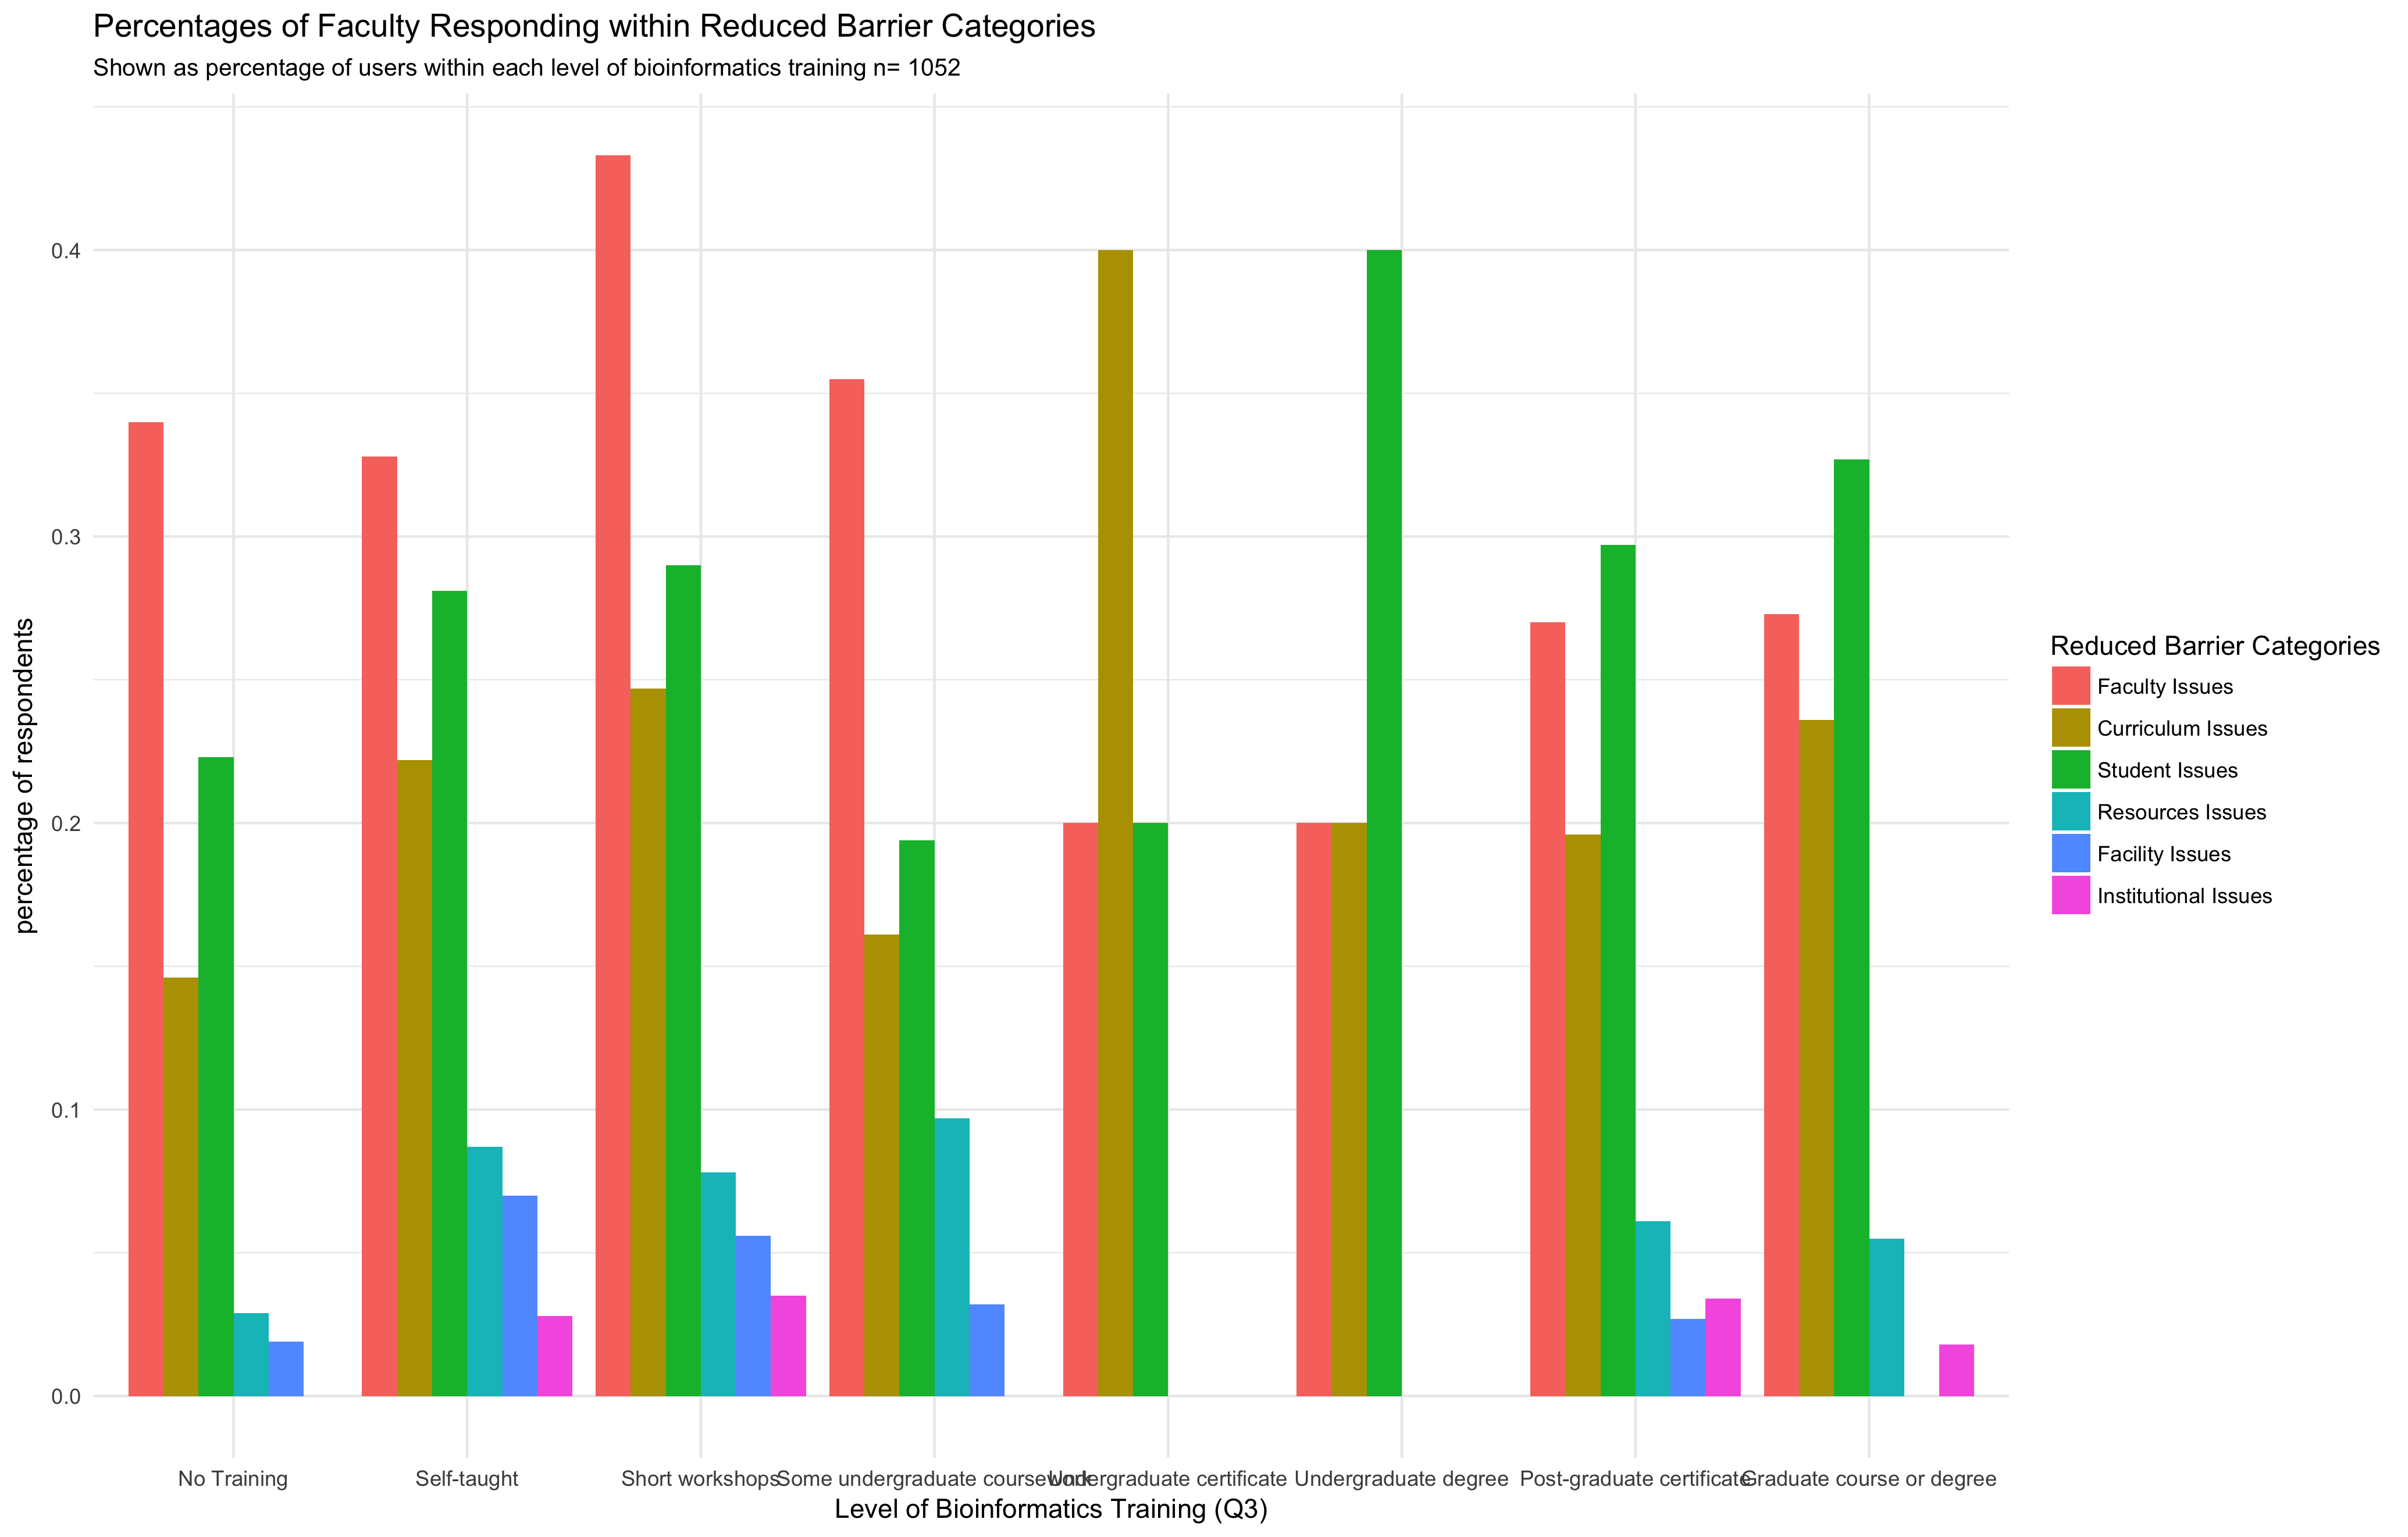 Percentages of Faculty Responding within Reduced Barrier Categories
Shown as percentage of users within each level of bioinformatics training n= 1052
percentage of respondents
0.4
0.3
0.2
0.1
0.0
No Training
Self-taught
Short workshops
Some undergraduate coursework
Undergraduate certificate
Undergraduate degree
Post-graduate certificate
Graduate course or degree
Level of Bioinformatics Training (Q3)
Reduced Barrier Categories
Faculty Issues
Curriculum Issues
Student Issues
Resources Issues
Facility Issues
Institutional Issues